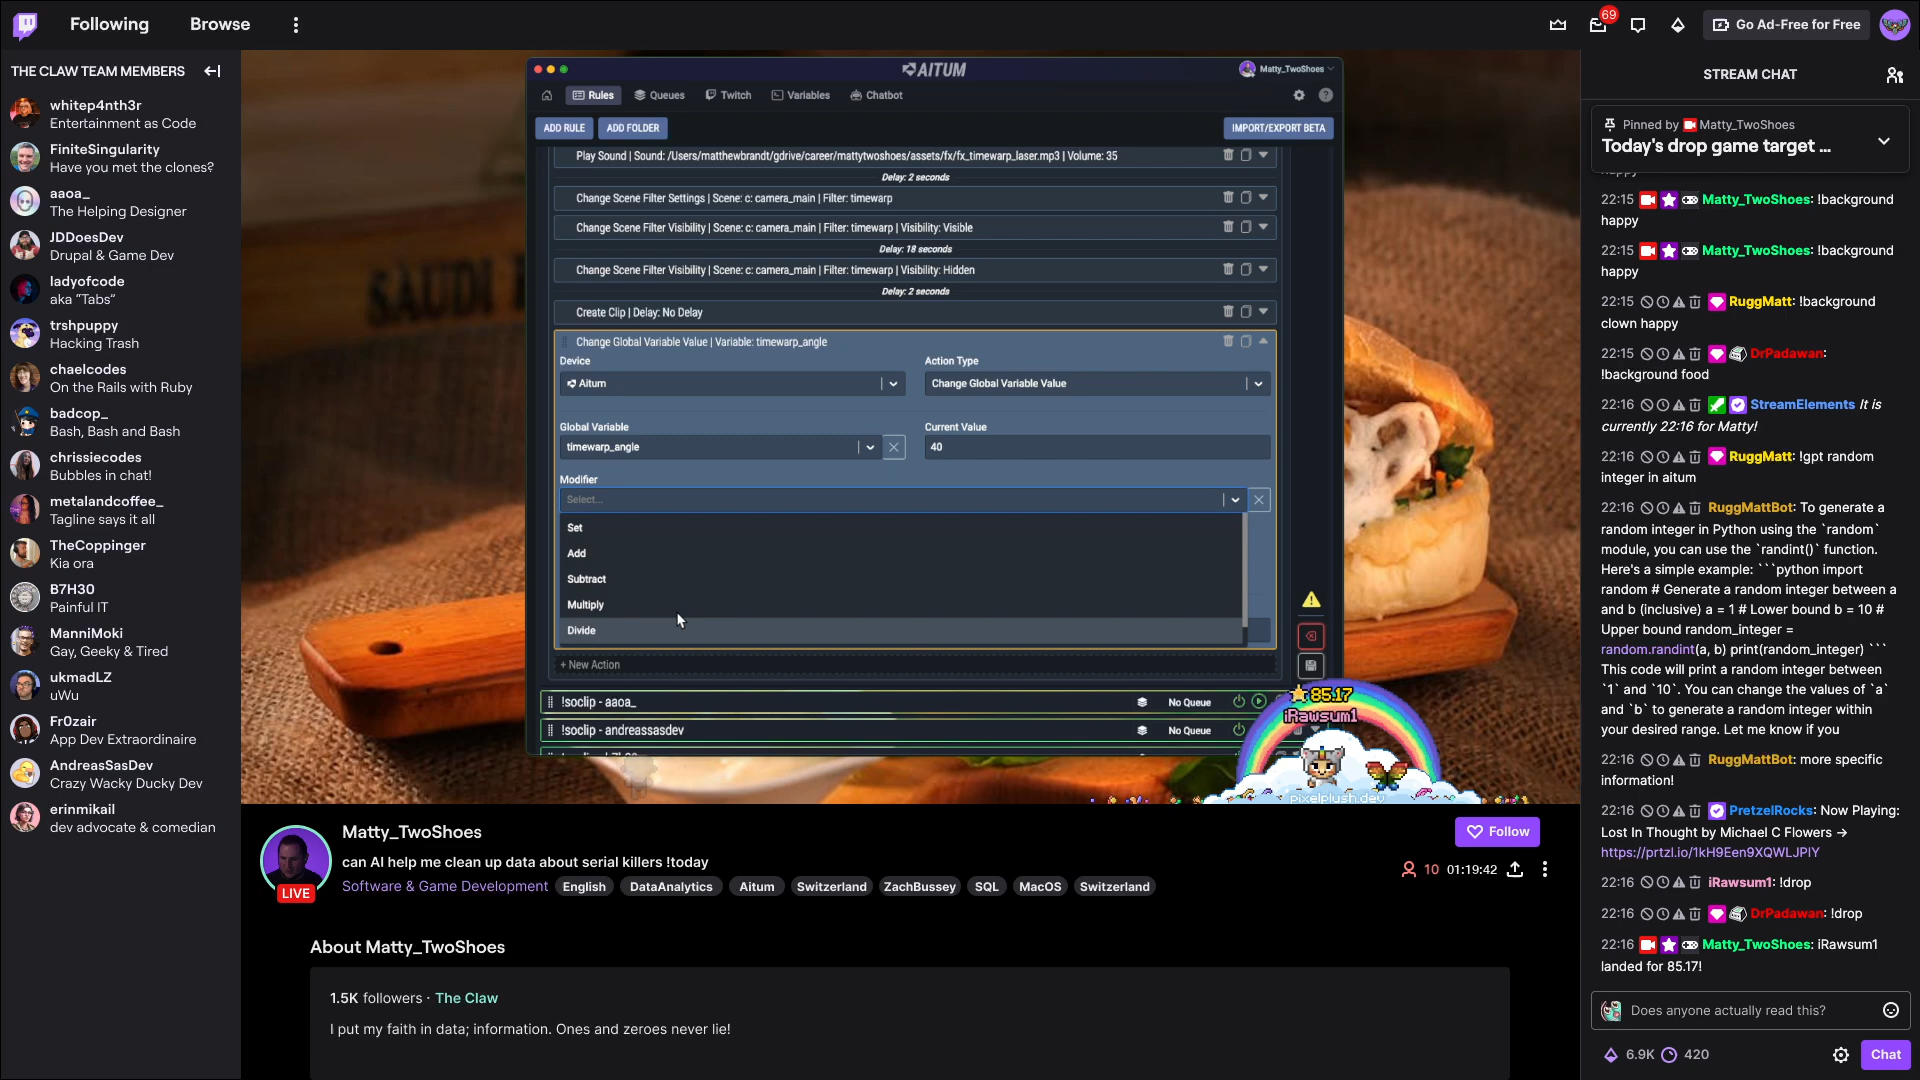 Following
Browse
69
Go Ad-Free for Free
THE CLAW TEAM MEMBERS
whitep4nth3r
Entertainment as Code
FiniteSingularity
Have you met the clones?
aaoa_
The Helping Designer
JDDoesDev
Drupal & Game Dev
ladyofcode
aka “Tabs”
trshpuppy
Hacking Trash
chaelcodes
On the Rails with Ruby
badcop_
Bash, Bash and Bash
chrissiecodes
Bubbles in chat!
metalandcoffee_
Tagline says it all
TheCoppinger
Kia ora
B7H30
Painful IT
ManniMoki
Gay, Geeky & Tired
ukmadLZ
uWu
Fr0zair
App Dev Extraordinaire
AndreasSasDev
Crazy Wacky Ducky Dev
erinmikail
dev advocate & comedian
SAUDI
AITUM
Matty_TwoShoes
Rules
Queues
Twitch
Variables
Chatbot
ADD RULE
ADD FOLDER
IMPORT/EXPORT BETA
Play Sound | Sound: /Users/matthewbrandt/gdrive/career/mattytwoshoes/assets/fx/fx_timewarp_laser.mp3 | Volume: 35
Delay: 2 seconds
Change Scene Filter Settings | Scene: c: camera_main | Filter: timewarp
Change Scene Filter Visibility | Scene: c: camera_main | Filter: timewarp | Visibility: Visible
Delay: 18 seconds
Change Scene Filter Visibility | Scene: c: camera_main | Filter: timewarp | Visibility: Hidden
Delay: 2 seconds
Create Clip | Delay: No Delay
Change Global Variable Value | Variable: timewarp_angle
Device
Action Type
Aitum
Change Global Variable Value
Global Variable
Current Value
timewarp_angle
40
Modifier
Select...
Set
Add
Subtract
Multiply
Divide
+ New Action
!soclip - aaoa_
No Queue
!soclip - andreassasdev
No Queue
85.17
iRawsum1
pixelplush.dev
Matty_TwoShoes
can AI help me clean up data about serial killers !today
Software & Game Development
English
DataAnalytics
Aitum
Switzerland
ZachBussey
SQL
MacOS
Switzerland
LIVE
Follow
10
01:19:42
About Matty_TwoShoes
1.5K followers · The Claw
I put my faith in data; information. Ones and zeroes never lie!
STREAM CHAT
Pinned by Matty_TwoShoes
Today's drop game target ...
happy
22:15 Matty_TwoShoes: !background
happy
22:15 Matty_TwoShoes: !background
happy
22:15 RuggMatt: !background
clown happy
22:15 DrPadawan:
!background food
22:16 StreamElements It is
currently 22:16 for Matty!
22:16 RuggMatt: !gpt random
integer in aitum
22:16 RuggMattBot: To generate a
random integer in Python using the `random`
module, you can use the `randint()` function.
Here's a simple example: ```python import
random # Generate a random integer between a
and b (inclusive) a = 1 # Lower bound b = 10 #
Upper bound random_integer =
random.randint(a, b) print(random_integer) ```
This code will print a random integer between
`1` and `10`. You can change the values of `a`
and `b` to generate a random integer within
your desired range. Let me know if you
22:16 RuggMattBot: more specific
information!
22:16 PretzelRocks: Now Playing:
Lost In Thought by Michael C Flowers ->
https://prtzl.io/1kH9Een9XQWLJPlY
22:16 iRawsum1: !drop
22:16 DrPadawan: !drop
22:16 Matty_TwoShoes: iRawsum1
landed for 85.17!
Does anyone actually read this?
6.9K
420
Chat